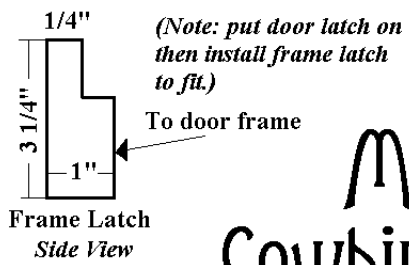 1/4"
(Note: put door latch on
then install frame latch
to fit.)
3 1/4"
To door frame
1"
Frame Latch
Side View